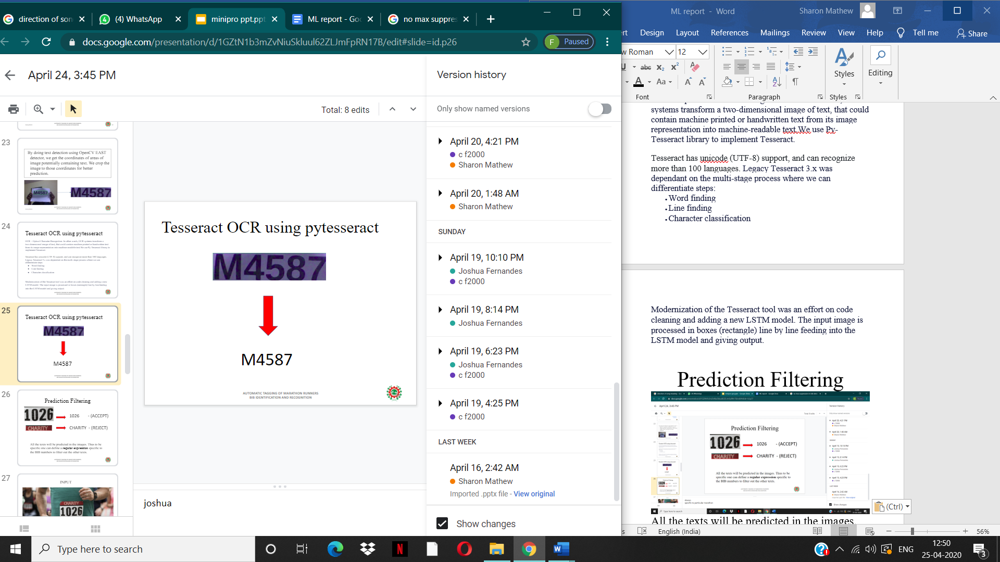 direction of son
(4) WhatsApp
minipro ppt.ppt
ML report - Goo
no max suppres
docs.google.com/presentation/d/1GZtN1b3mZvNiuSkluul62ZLJmFpRN17B/edit#slide=id.p26
F Paused
April 24, 3:45 PM
Total: 8 edits
23
By doing text detection using OpenCV EAST
detector, we get the coordinates of areas of
image potentially containing text. We crop the
image to those coordinates for better
prediction.
M4587
M4587
24
Tesseract OCR using pytesseract
Word finding
Line finding
Character classification
25
Tesseract OCR using pytesseract
M4587
M4587
26
Prediction Filtering
1026 1026 - (ACCEPT)
CHARITY CHARITY - (REJECT)
All the texts will be predicted in the images. Thus to be
specific one can define a regular expression specific to
the BIB numbers to filter out the other texts.
27
INPUT
CHARITY
1026
Tesseract OCR using pytesseract
M4587
M4587
AUTOMATIC TAGGING OF MARATHON RUNNERS
BIB IDENTIFICATION AND RECOGNITION
joshua
Version history
Only show named versions
April 20, 4:21 PM
c f2000
Sharon Mathew
April 20, 1:48 AM
Sharon Mathew
SUNDAY
April 19, 10:10 PM
Joshua Fernandes
c f2000
April 19, 8:14 PM
Joshua Fernandes
April 19, 6:23 PM
Joshua Fernandes
c f2000
April 19, 4:25 PM
c f2000
LAST WEEK
April 16, 2:42 AM
Sharon Mathew
Imported .pptx file - View original
Show changes
ML report - Word
Sharon Mathew
rt Design Layout References Mailings Review View Help Tell me Share
w Roman 12
U abc X₂ X²
A Aa A A
Styles
Editing
Font
Paragraph
Styles
systems transform a two-dimensional image of text, that could
contain machine printed or handwritten text from its image
representation into machine-readable text.We use Py-
Tesseract library to implement Tesseract.
Tesseract has unicode (UTF-8) support, and can recognize
more than 100 languages. Legacy Tesseract 3.x was
dependant on the multi-stage process where we can
differentiate steps:
• Word finding
• Line finding
• Character classification
Modernization of the Tesseract tool was an effort on code
cleaning and adding a new LSTM model. The input image is
processed in boxes (rectangle) line by line feeding into the
LSTM model and giving output.
Prediction Filtering
April 24, 3:45 PM
Version history
Prediction Filtering
1026 1026 - (ACCEPT)
CHARITY CHARITY - (REJECT)
All the texts will be predicted in the images. Thus to be
specific one can define a regular expression specific to
the BIB numbers to filter out the other texts.
(Ctrl)
All the texts will be predicted in the images.
s English (India)
56%
Type here to search
ENG
12:50
25-04-2020
3